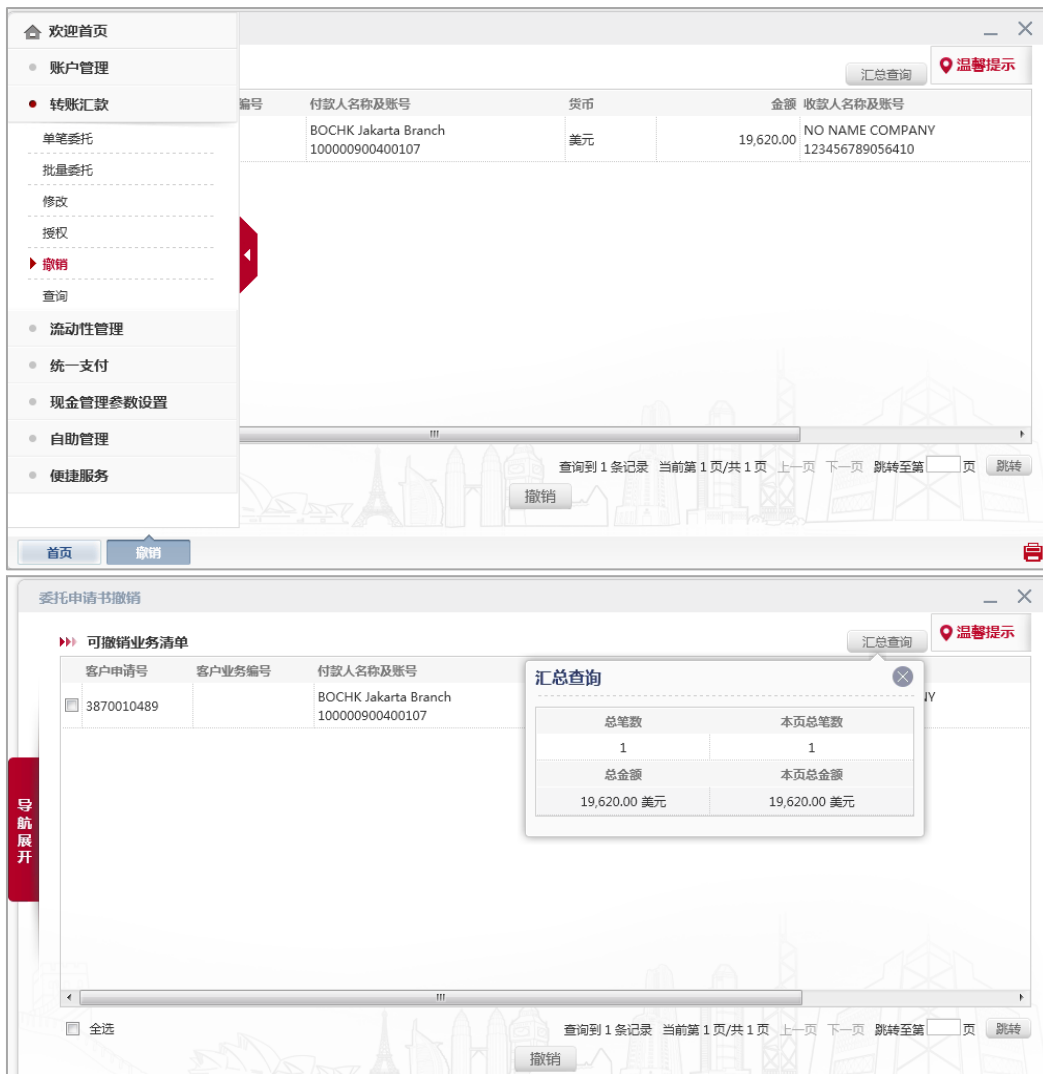 欢迎首页
账户管理
转账汇款
单笔委托
批量委托
修改
授权
撤销
查询
流动性管理
统一支付
现金管理参数设置
自助管理
便捷服务
汇总查询 温馨提示
编号 付款人名称及账号 货币 金额 收款人名称及账号
BOCHK Jakarta Branch 美元 19,620.00 NO NAME COMPANY
100000900400107 123456789056410
查询到 1 条记录 当前第 1 页/共 1 页 上一页 下一页 跳转至第 页 跳转
撤销
首页 撤销
委托申请书撤销
可撤销业务清单 汇总查询 温馨提示
客户申请号 客户业务编号 付款人名称及账号
3870010489 BOCHK Jakarta Branch NY
100000900400107
汇总查询
总笔数 本页总笔数
1 1
总金额 本页总金额
19,620.00 美元 19,620.00 美元
导航展开
全选 查询到 1 条记录 当前第 1 页/共 1 页 上一页 下一页 跳转至第 页 跳转
撤销